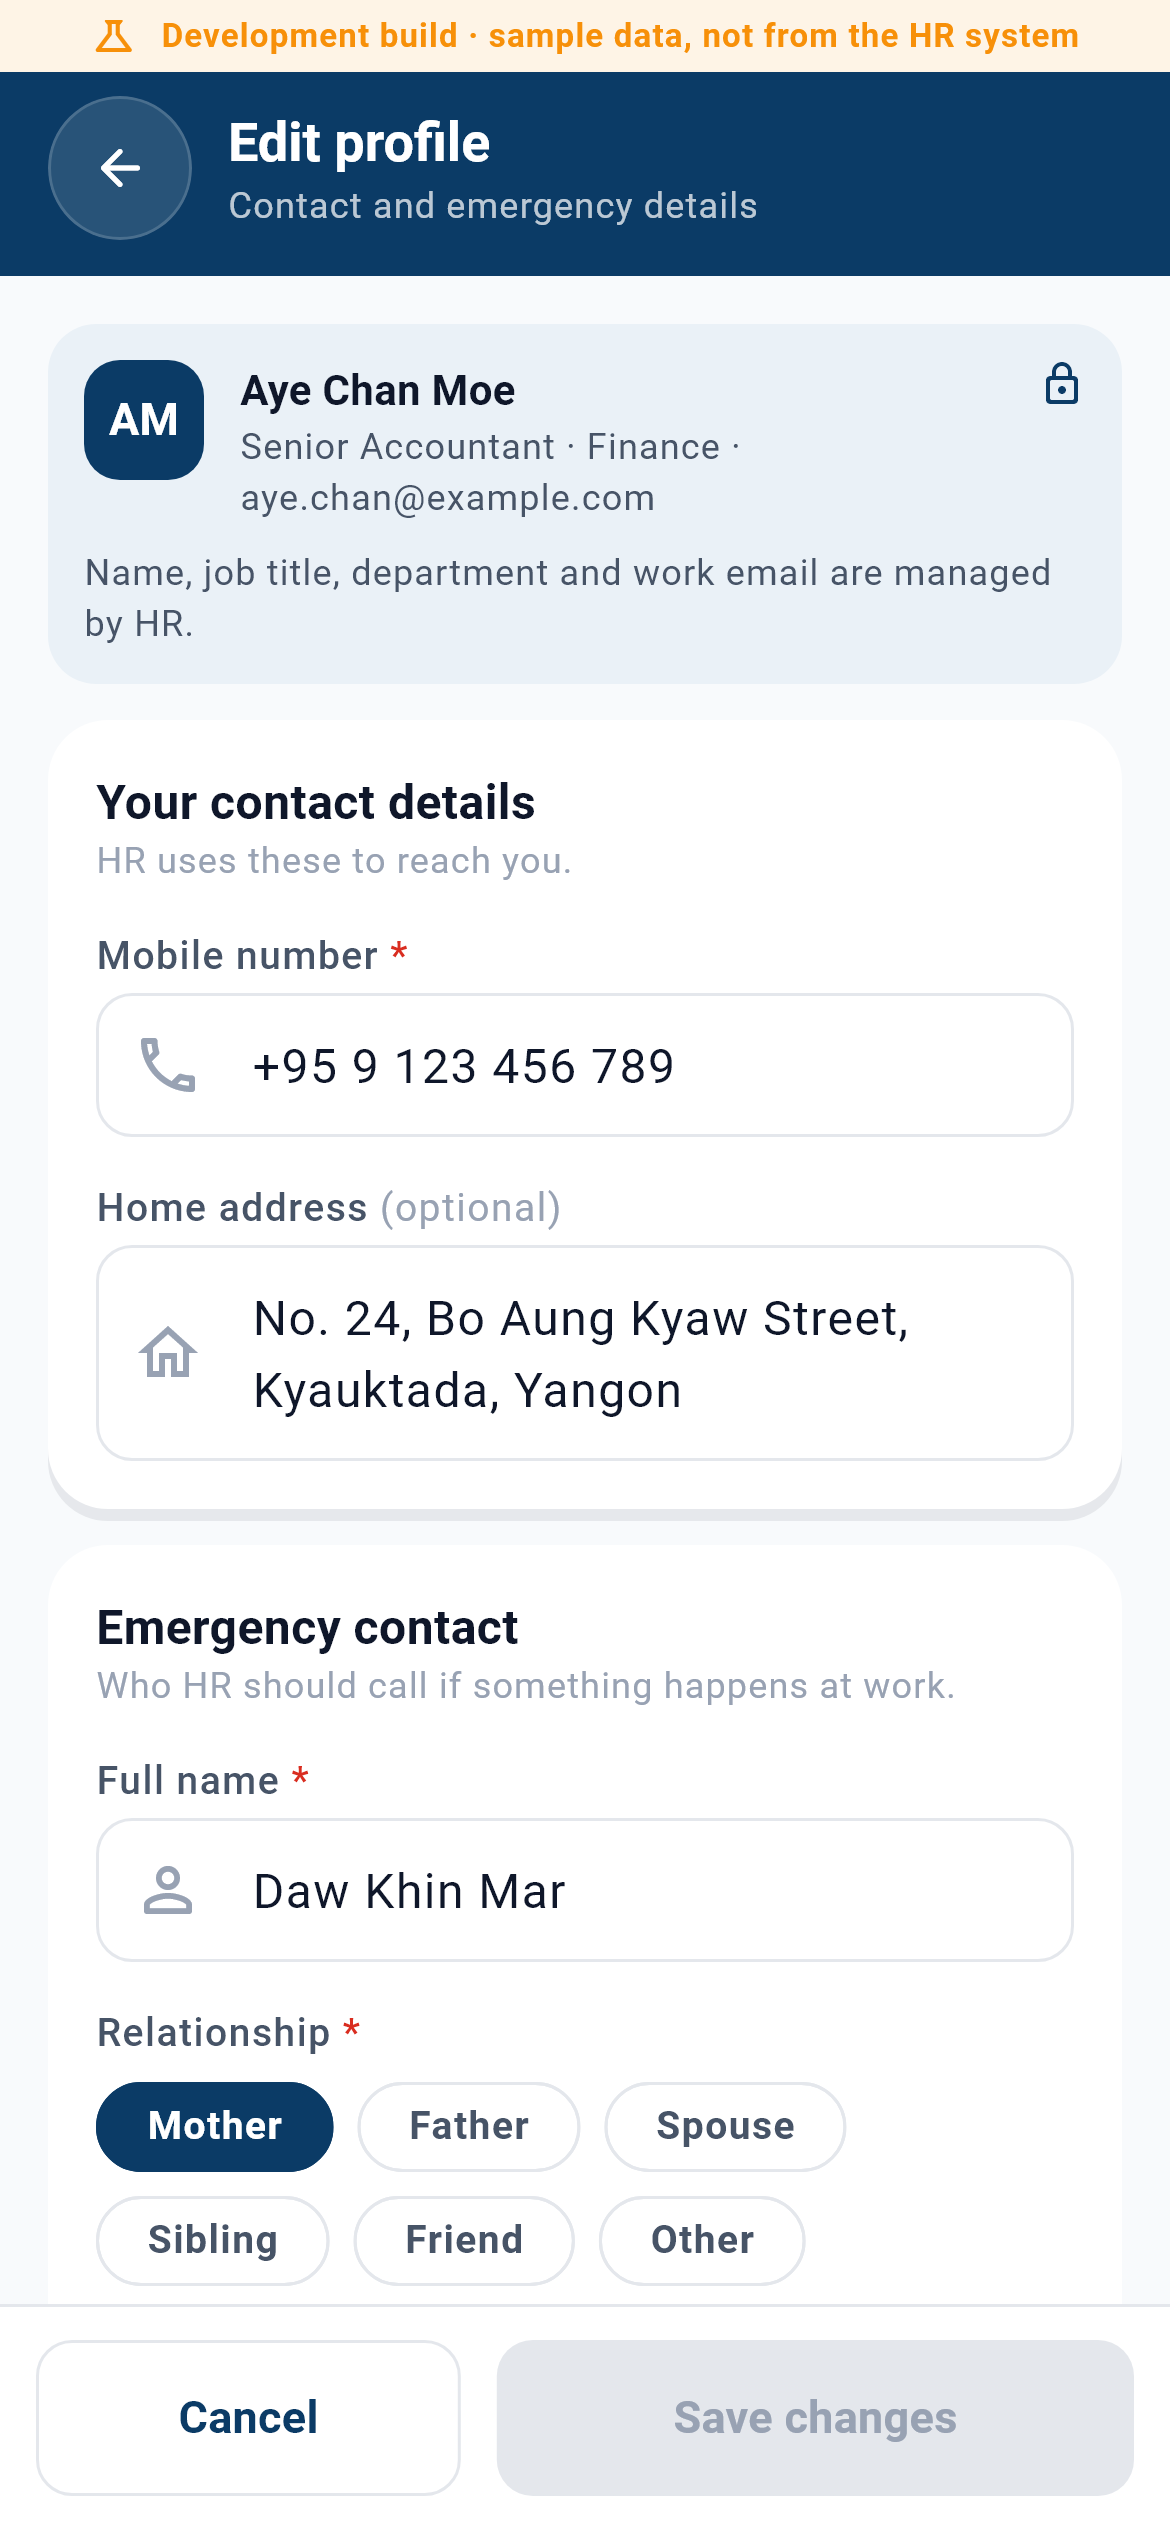 Development build · sample data, not from the HR system
Edit profile
Contact and emergency details
AM
Aye Chan Moe
Senior Accountant · Finance ·
aye.chan@example.com
Name, job title, department and work email are managed
by HR.
Your contact details
HR uses these to reach you.
Mobile number *
+95 9 123 456 789
Home address (optional)
No. 24, Bo Aung Kyaw Street,
Kyauktada, Yangon
Emergency contact
Who HR should call if something happens at work.
Full name *
Daw Khin Mar
Relationship *
Mother Father Spouse
Sibling Friend Other
Cancel Save changes